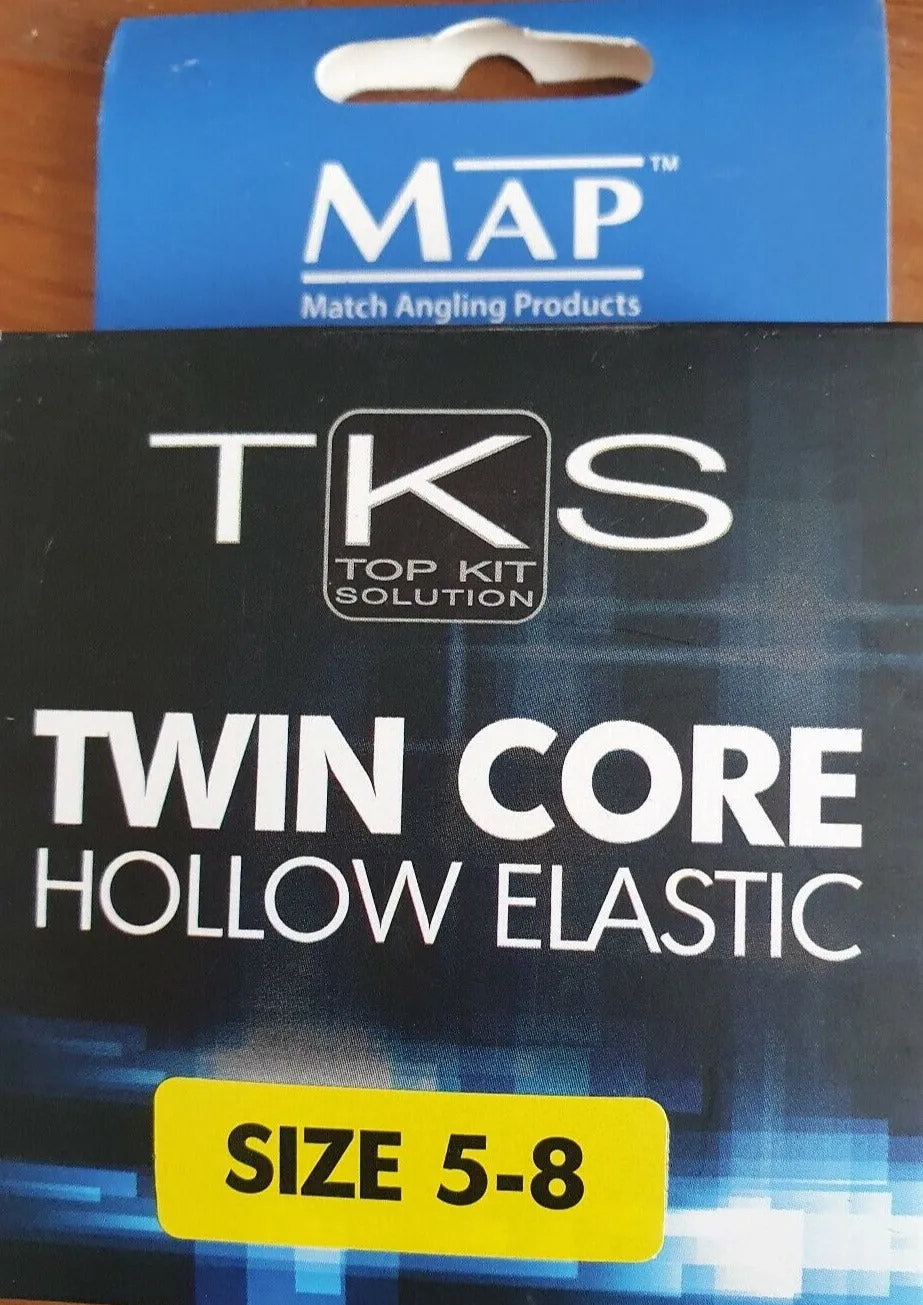 MAP™
Match Angling Products
TKS
TOP KIT
SOLUTION
TWIN CORE
HOLLOW ELASTIC
SIZE 5-8